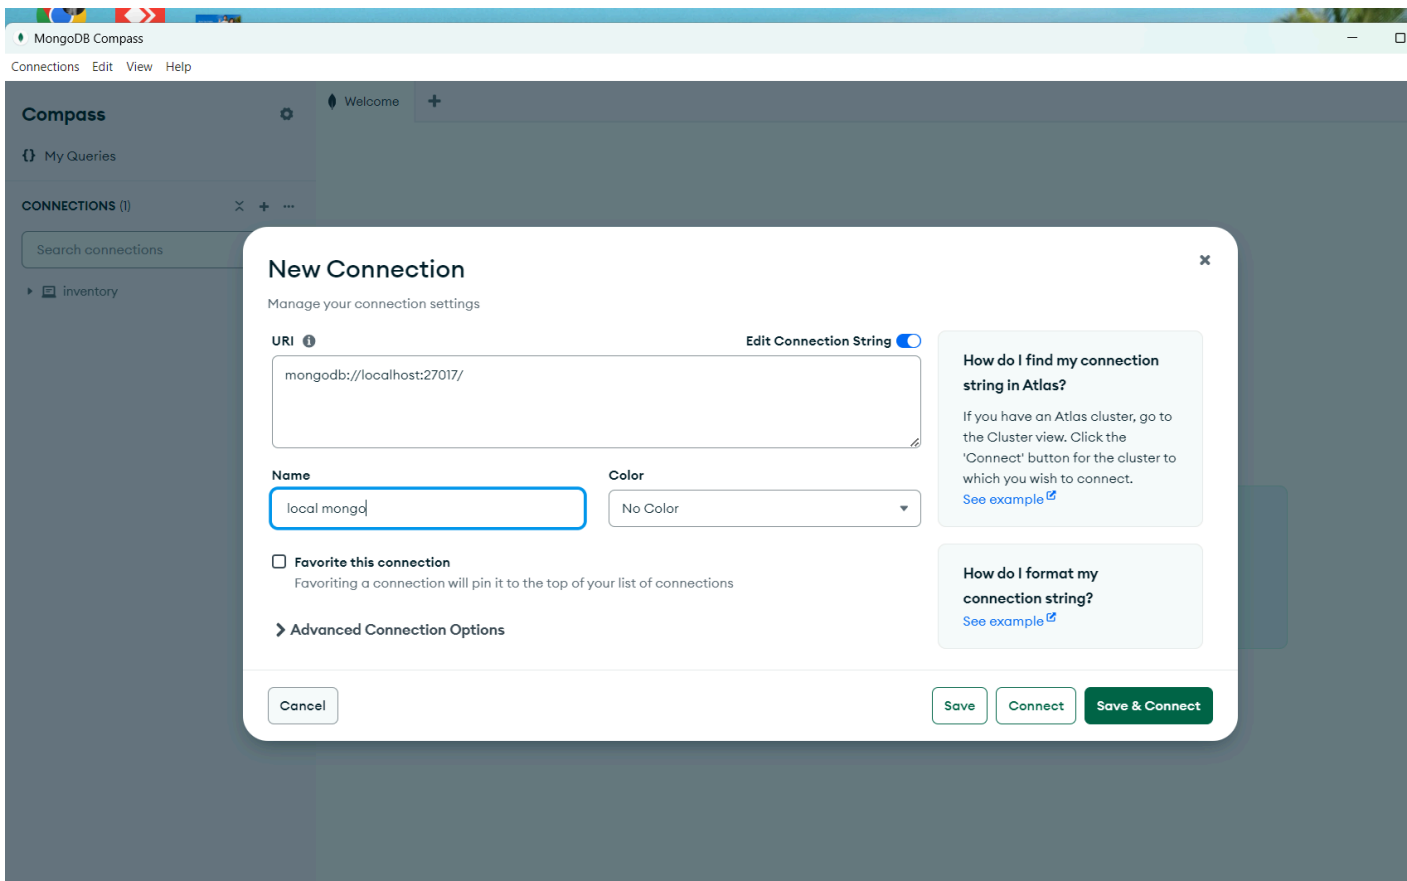 MongoDB Compass
Connections Edit View Help
Compass
Welcome
{} My Queries
CONNECTIONS (1)
Search connections
inventory
New Connection
Manage your connection settings
URI
Edit Connection String
mongodb://localhost:27017/
Name
Color
local mongo
No Color
Favorite this connection
Favoriting a connection will pin it to the top of your list of connections
Advanced Connection Options
How do I find my connection
string in Atlas?
If you have an Atlas cluster, go to
the Cluster view. Click the
'Connect' button for the cluster to
which you wish to connect.
See example
How do I format my
connection string?
See example
Cancel
Save
Connect
Save & Connect